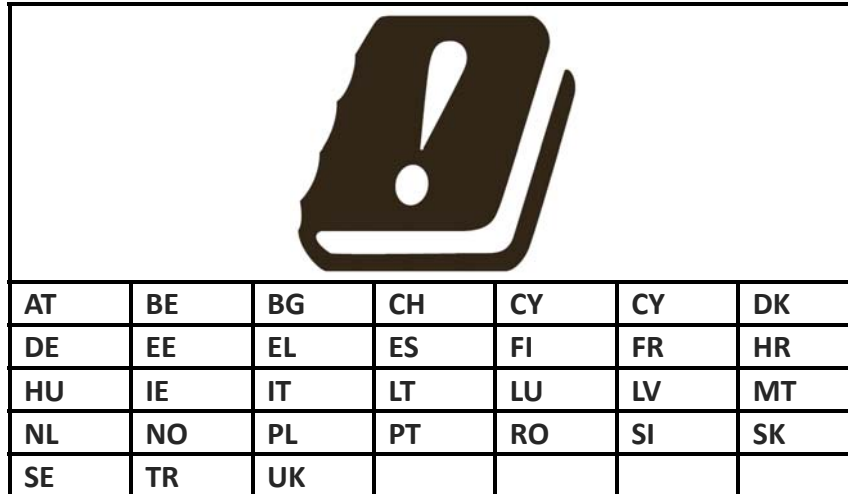 AT BE BG CH CY CY DK
DE EE EL ES FI FR HR
HU IE IT LT LU LV MT
NL NO PL PT RO SI SK
SE TR UK